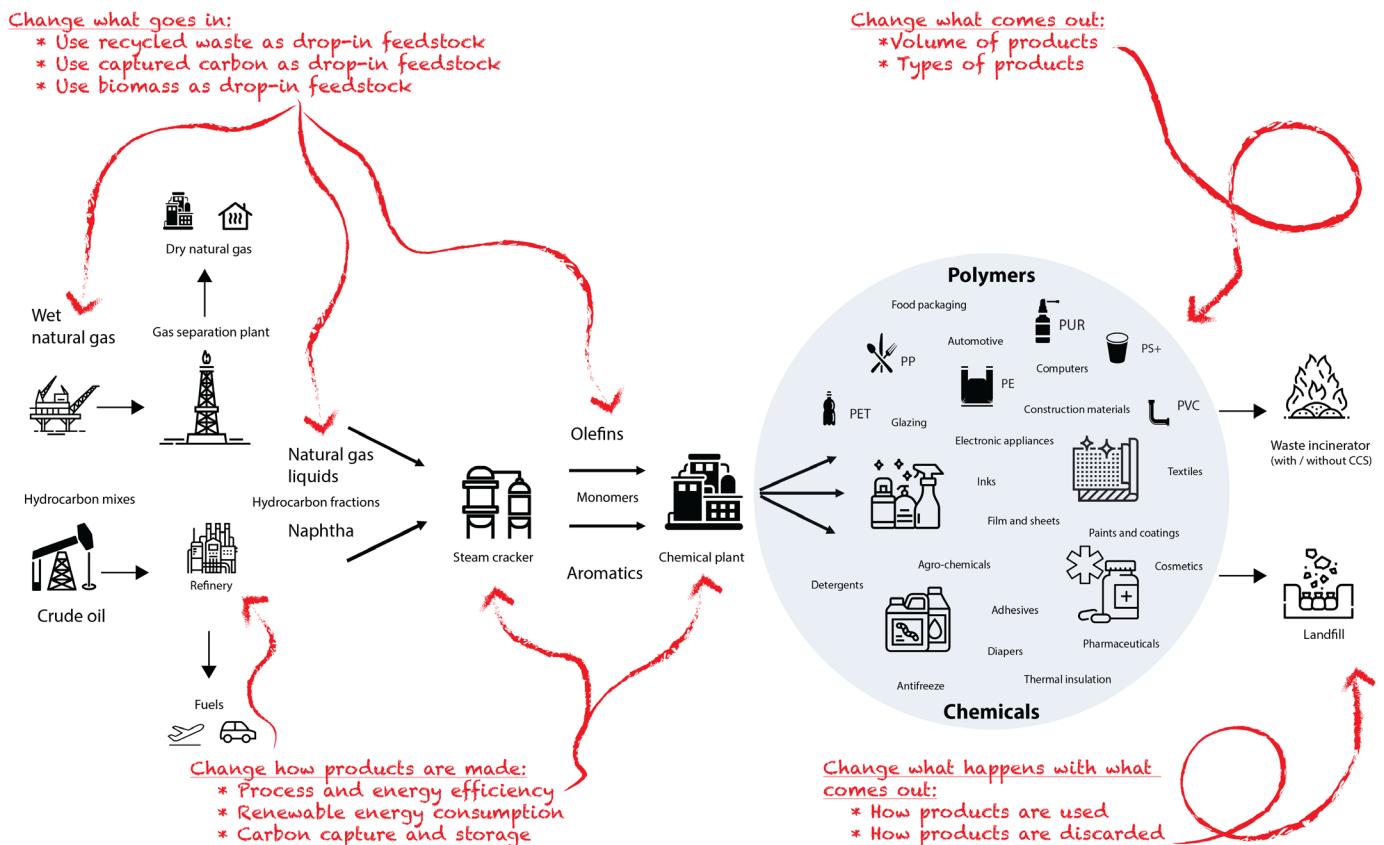 Change what goes in:
* Use recycled waste as drop-in feedstock
* Use captured carbon as drop-in feedstock
* Use biomass as drop-in feedstock
Change what comes out:
*Volume of products
* Types of products
Dry natural gas
Wet
natural gas
Gas separation plant
Hydrocarbon mixes
Crude oil
Refinery
Fuels
Natural gas
liquids
Hydrocarbon fractions
Naphtha
Steam cracker
Olefins
Monomers
Aromatics
Chemical plant
Polymers
Food packaging
PUR
Automotive
PS+
PP
Computers
PE
PET
Construction materials
PVC
Glazing
Electronic appliances
Textiles
Inks
Film and sheets
Paints and coatings
Agro-chemicals
Cosmetics
Detergents
Adhesives
Pharmaceuticals
Diapers
Thermal insulation
Antifreeze
Chemicals
Waste incinerator
(with / without CCS)
Landfill
Change how products are made:
* Process and energy efficiency
* Renewable energy consumption
* Carbon capture and storage
Change what happens with what
comes out:
* How products are used
* How products are discarded